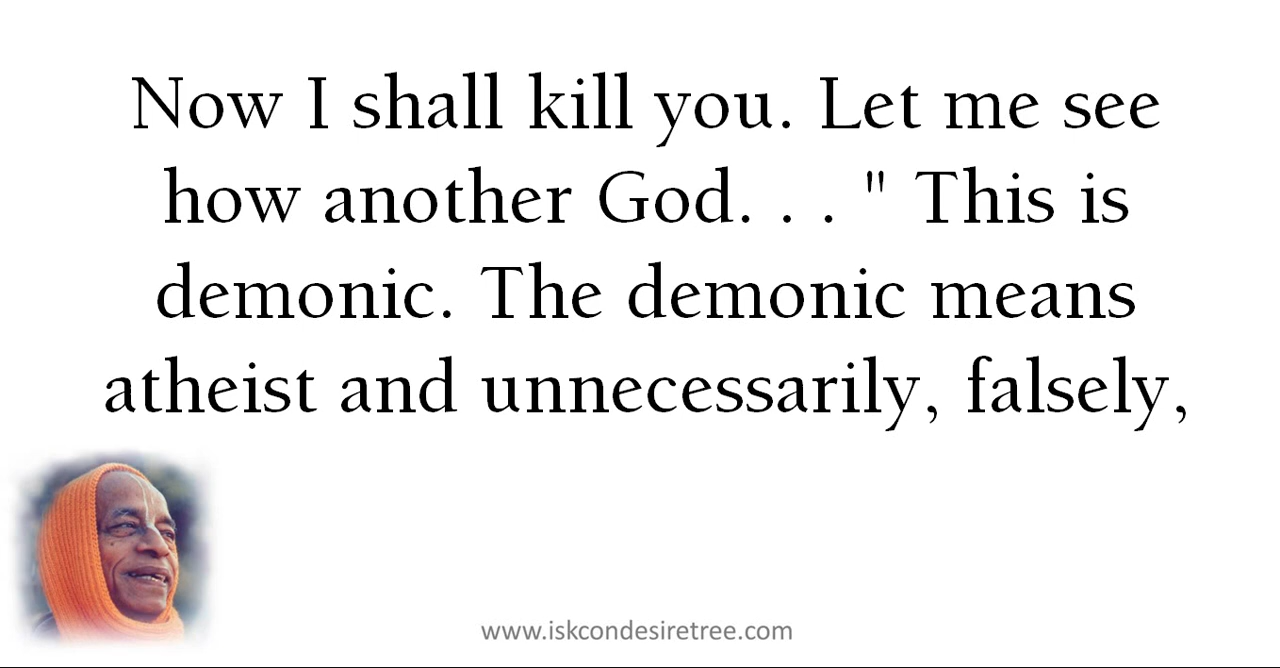 Now I shall kill you. Let me see
how another God. . . " This is
demonic. The demonic means
atheist and unnecessarily, falsely,
www.iskcondesiretree.com